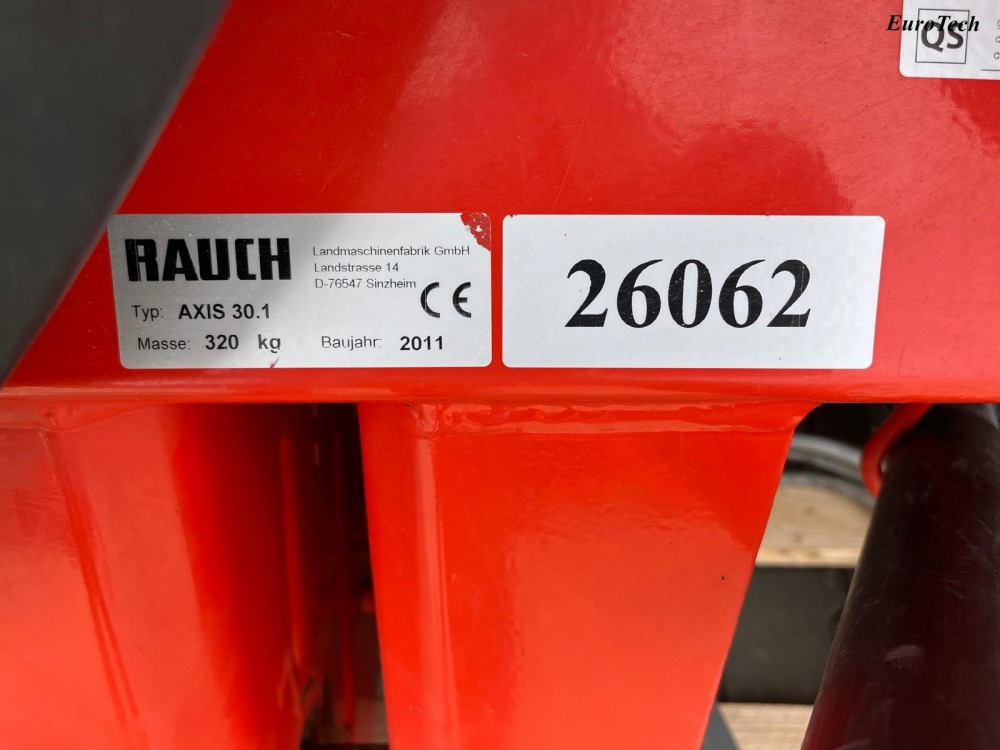 EuroTech
QS
RAUCH
Landmaschinenfabrik GmbH
Landstrasse 14
D-76547 Sinzheim
CE
Typ: AXIS 30.1
Masse: 320 kg Baujahr: 2011
26062